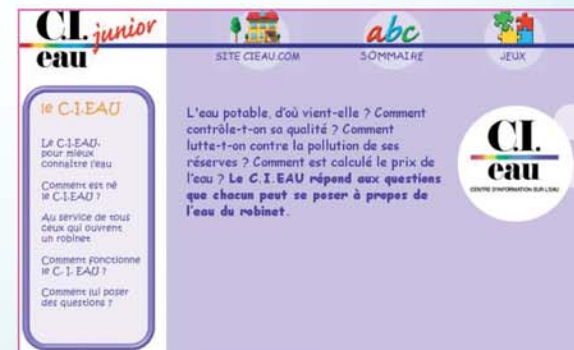 C.I. junior
eau
SITE CIEAU.COM
abc
SOMMAIRE
JEUX
le C.I.EAU
Le C.I.EAU,
pour mieux
connaître l'eau
Comment est né
le C.I.EAU ?
Au service de tous
ceux qui ouvrent
un robinet
Comment fonctionne
le C. I. EAU ?
Comment lui poser
des questions ?
L'eau potable, d'où vient-elle ? Comment
contrôle-t-on sa qualité ? Comment
lutte-t-on contre la pollution de ses
réserves ? Comment est calculé le prix de
l'eau ? Le C.I.EAU répond aux questions
que chacun peut se poser à propos de
l'eau du robinet.
C.I.
eau
CENTRE D'INFORMATION SUR L'EAU